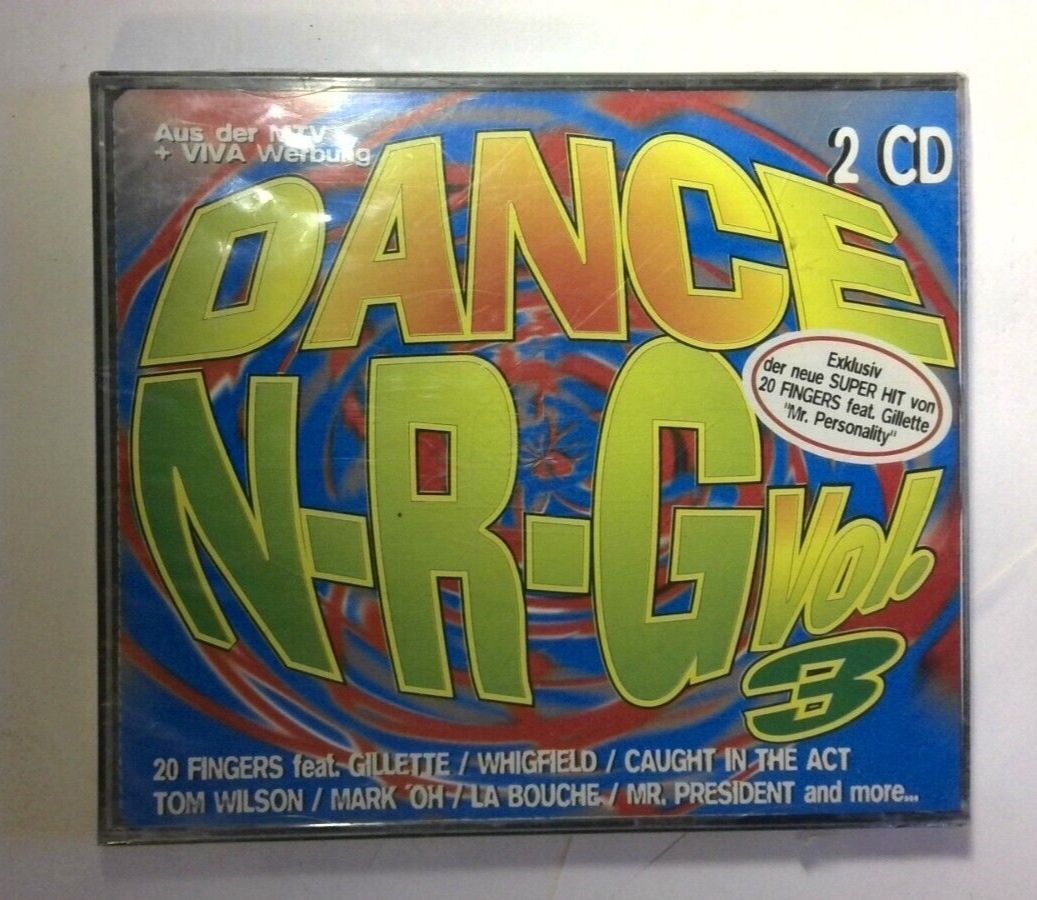 Aus der MTV
+ VIVA Werbung
2 CD
DANCE
N-R-G Vol.
3
Exklusiv
der neue SUPER HIT von
20 FINGERS feat. Gillette
"Mr. Personality"
20 FINGERS feat. GILLETTE / WHIGFIELD / CAUGHT IN THE ACT
TOM WILSON / MARK 'OH / LA BOUCHE / MR. PRESIDENT and more...